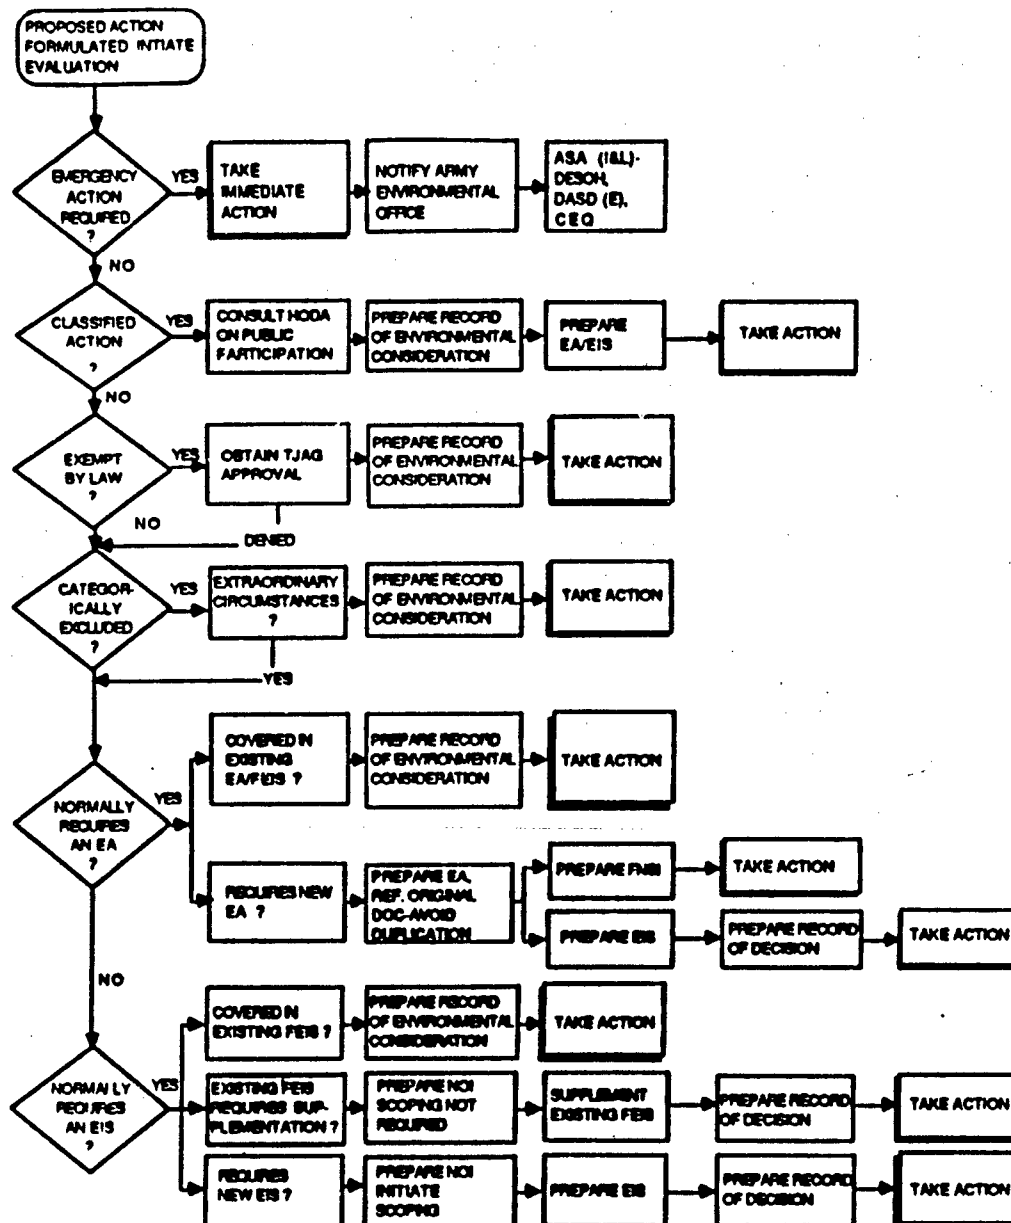 PROPOSED ACTION
FORMULATED INTIATE
EVALUATION
EMERGENCY
ACTION
REQUIRED
?
YES
TAKE
IMMEDIATE
ACTION
NOTIFY ARMY
ENVIRONMENTAL
OFFICE
ASA (I&L)-
DESOH,
DASD (E),
CEQ
NO
CLASSIFIED
ACTION
?
YES
CONSULT HODA
ON PUBLIC
PARTICIPATION
PREPARE RECORD
OF ENVIRONMENTAL
CONSIDERATION
PREPARE
EA/EIS
TAKE ACTION
NO
EXEMPT
BY LAW
?
YES
OBTAIN TJAG
APPROVAL
PREPARE RECORD
OF ENVIRONMENTAL
CONSIDERATION
TAKE ACTION
NO
DENIED
CATEGOR-
ICALLY
EXCLUDED
?
YES
EXTRAORDINARY
CIRCUMSTANCES
?
PREPARE RECORD
OF ENVIRONMENTAL
CONSIDERATION
TAKE ACTION
YES
NORMALLY
REQUIRES
AN EA
?
YES
COVERED IN
EXISTING
EA/FEIS ?
PREPARE RECORD
OF ENVIRONMENTAL
CONSIDERATION
TAKE ACTION
REQUIRES NEW
EA ?
PREPARE EA,
REF. ORIGINAL
DOC-AVOID
DUPLICATION
PREPARE FNSI
TAKE ACTION
PREPARE EIS
PREPARE RECORD
OF DECISION
TAKE ACTION
NO
NORMALLY
REQUIRES
AN EIS
?
YES
COVERED IN
EXISTING FEIS ?
PREPARE RECORD
OF ENVIRONMENTAL
CONSIDERATION
TAKE ACTION
EXISTING FEIS
REQUIRES SUP-
PLEMENTATION ?
PREPARE NOI
SCOPING NOT
REQUIRED
SUPPLEMENT
EXISTING FEIS
PREPARE RECORD
OF DECISION
TAKE ACTION
REQUIRES
NEW EIS ?
PREPARE NOI
INITIATE
SCOPING
PREPARE EIS
PREPARE RECORD
OF DECISION
TAKE ACTION